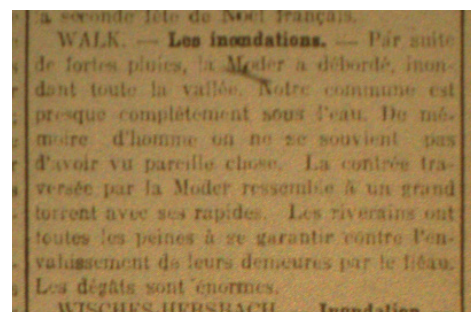 la seconde fête de Noël français.
WALK. — Les inondations. — Par suite
de fortes pluies, la Moder a débordé, inon-
dant toute la vallée. Notre commune est
presque complètement sous l'eau. De mé-
moire d'homme on ne se souvient pas
d'avoir vu pareille chose. La contrée tra-
versée par la Moder ressemble à un grand
torrent avec ses rapides. Les riverains ont
toutes les peines à se garantir contre l'en-
vahissement de leurs demeures par le fléau.
Les dégâts sont énormes.
WISCHES-HERSBACH. — Inondation. —